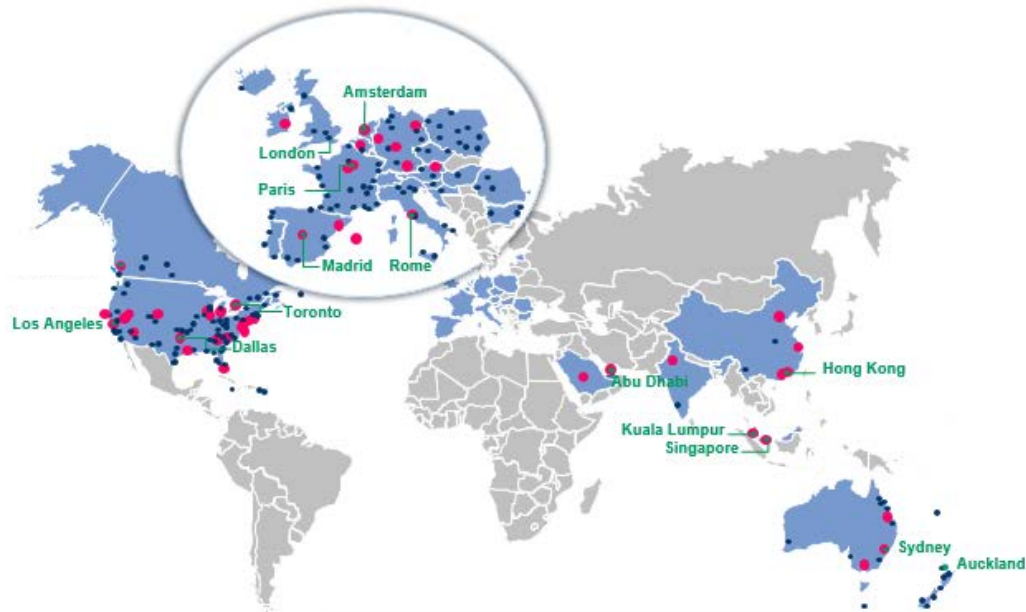 Amsterdam
London
Paris
Madrid
Rome
Los Angeles
Toronto
Dallas
Abu Dhabi
Hong Kong
Kuala Lumpur
Singapore
Sydney
Auckland